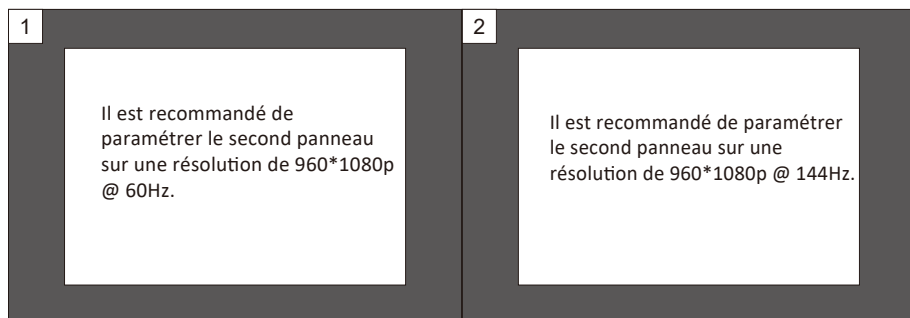 1
Il est recommandé de
paramétrer le second panneau
sur une résolution de 960*1080p
@ 60Hz.
2
Il est recommandé de paramétrer
le second panneau sur une
résolution de 960*1080p @ 144Hz.